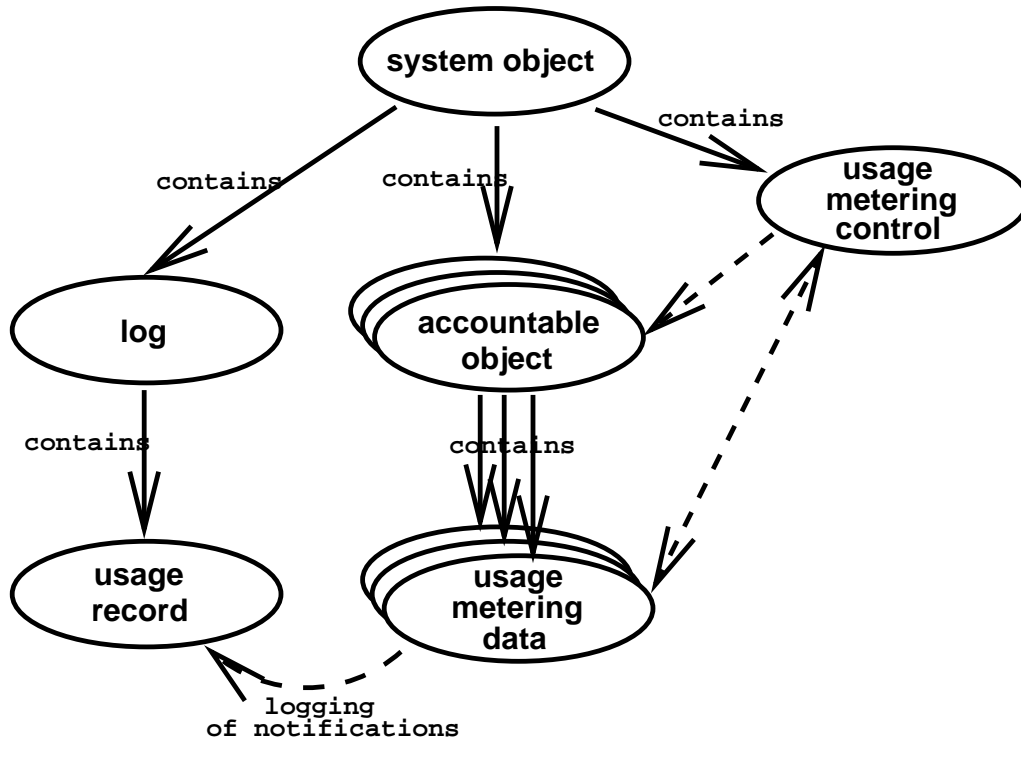 system object
contains
usage
metering
control
contains
contains
accountable
object
log
contains
contains
usage
record
usage
metering
data
logging
of notifications